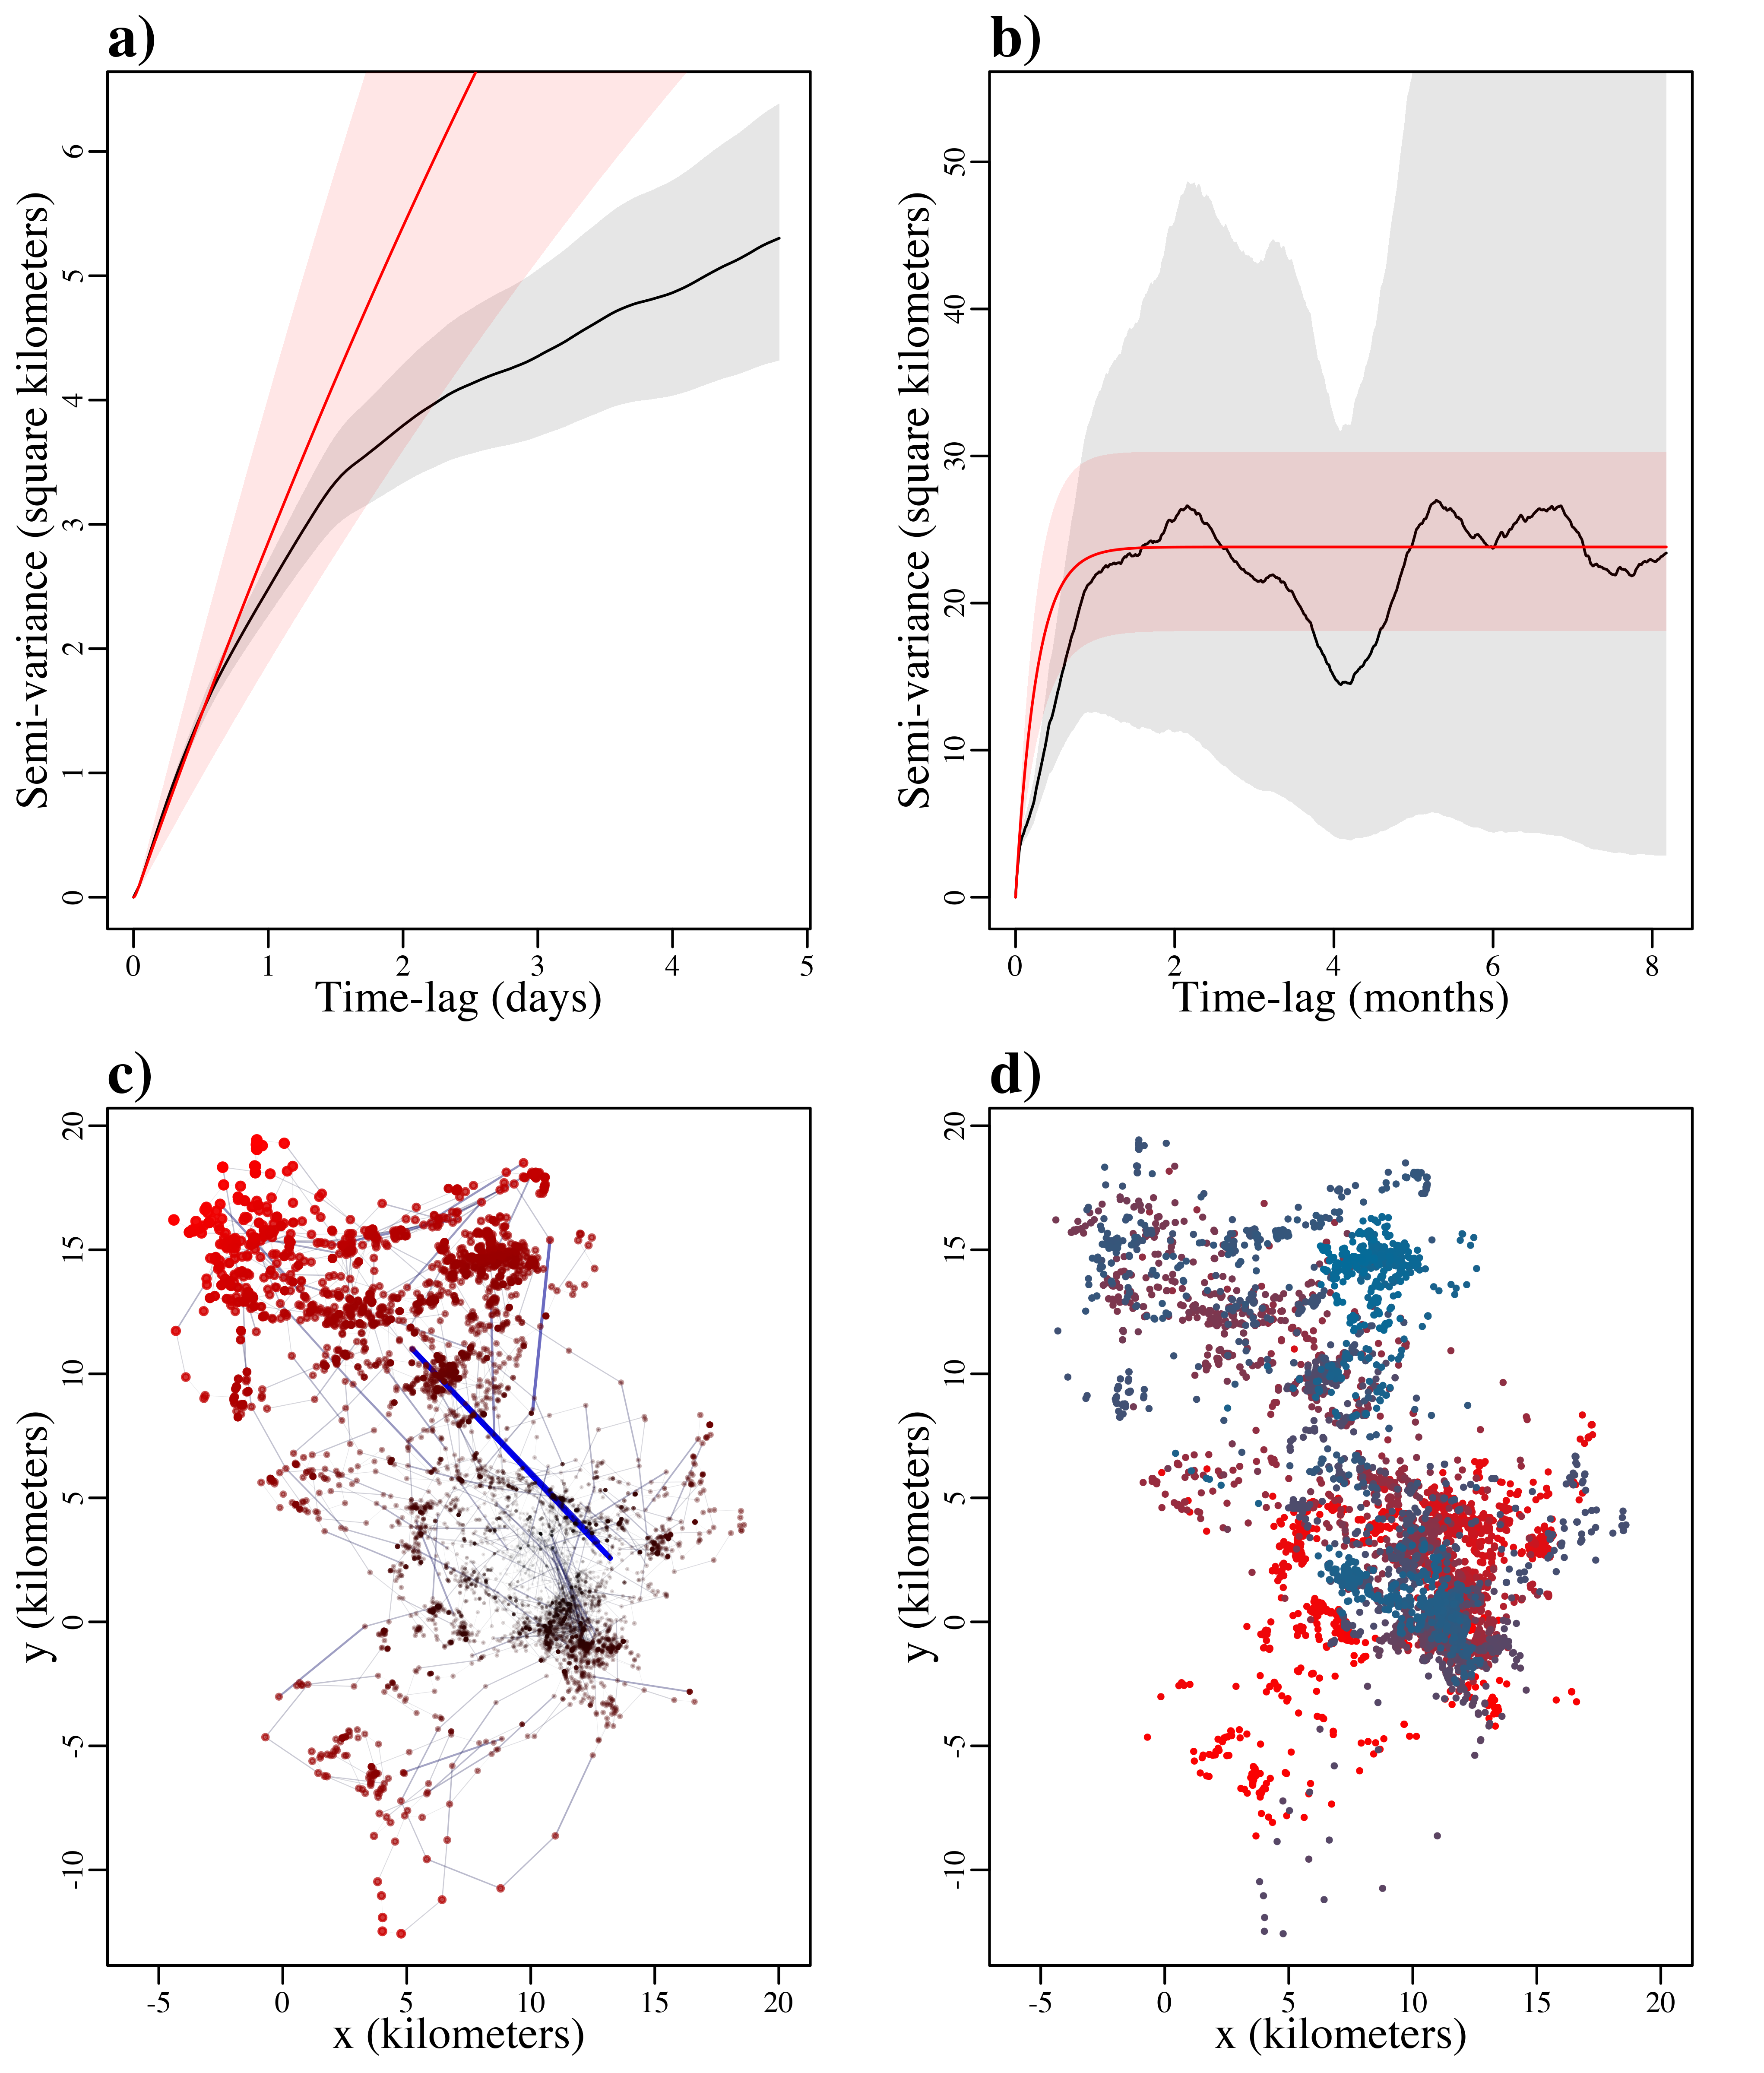 a)
Semi-variance (square kilometers)
6
5
4
3
2
1
0
0 1 2 3 4 5
Time-lag (days)
b)
Semi-variance (square kilometers)
50
40
30
20
10
0
0 2 4 6 8
Time-lag (months)
c)
y (kilometers)
20
15
10
5
0
-5
-10
-5 0 5 10 15 20
x (kilometers)
d)
y (kilometers)
20
15
10
5
0
-5
-10
-5 0 5 10 15 20
x (kilometers)